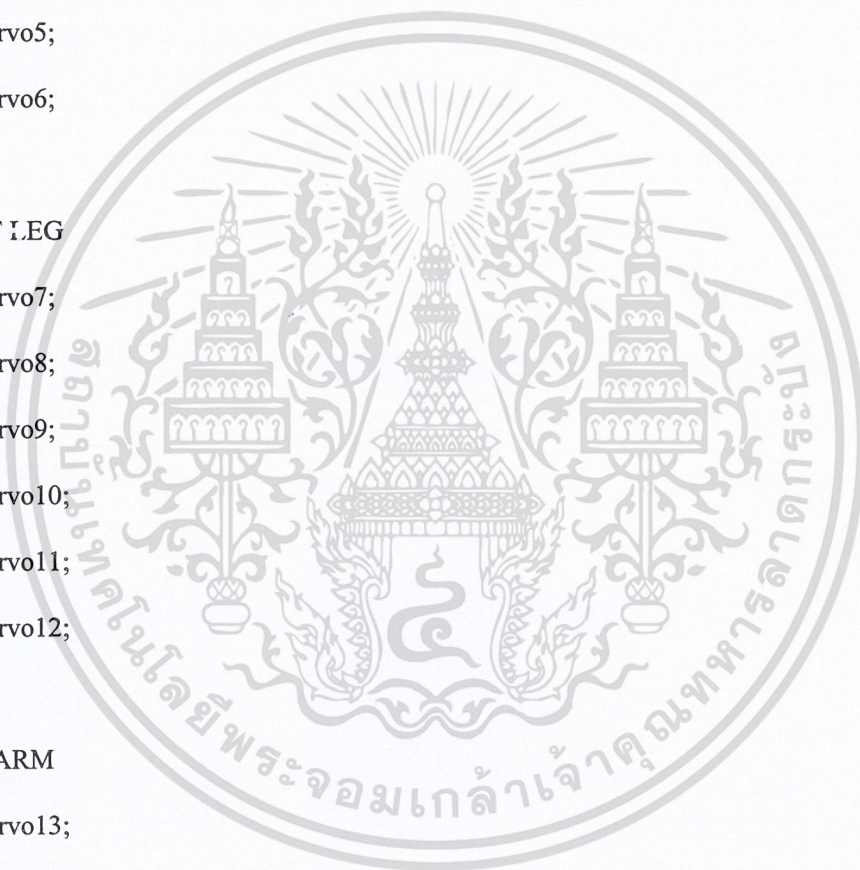 rvo5;
rvo6;
LEG
rvo7;
rvo8;
rvo9;
rvo10;
rvo11;
rvo12;
ARM
rvo13;
สถาบันเทคโนโลยีพระจอมเกล้าเจ้าคุณทหารลาดกระบัง